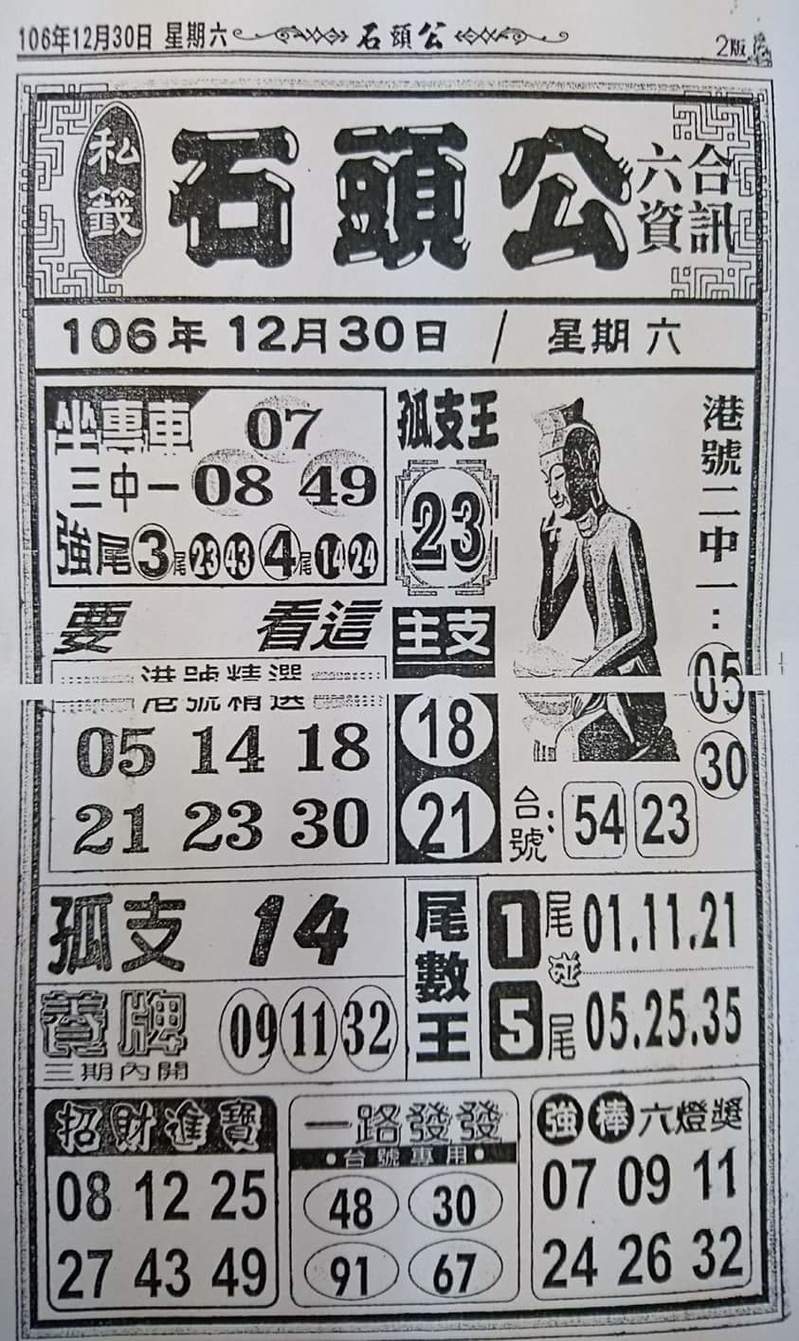 106年12月30日 星期六 石頭公 2版
私籤
石頭公
六合
資訊
106年12月30日 / 星期六
坐專車 07
三中一 08 49
強尾 3尾 23 43 4尾 14 24
孤支王
23
港號二中一:
05
30
要看這
港號精選
港號精選
05 14 18
21 23 30
主支
18
21
台號: 54 23
孤支 14
養牌 09 11 32
三期內開
尾數王
1尾 01.11.21
碰
5尾 05.25.35
招財進寶
08 12 25
27 43 49
一路發發
台號專用
48 30
91 67
強棒六燈獎
07 09 11
24 26 32